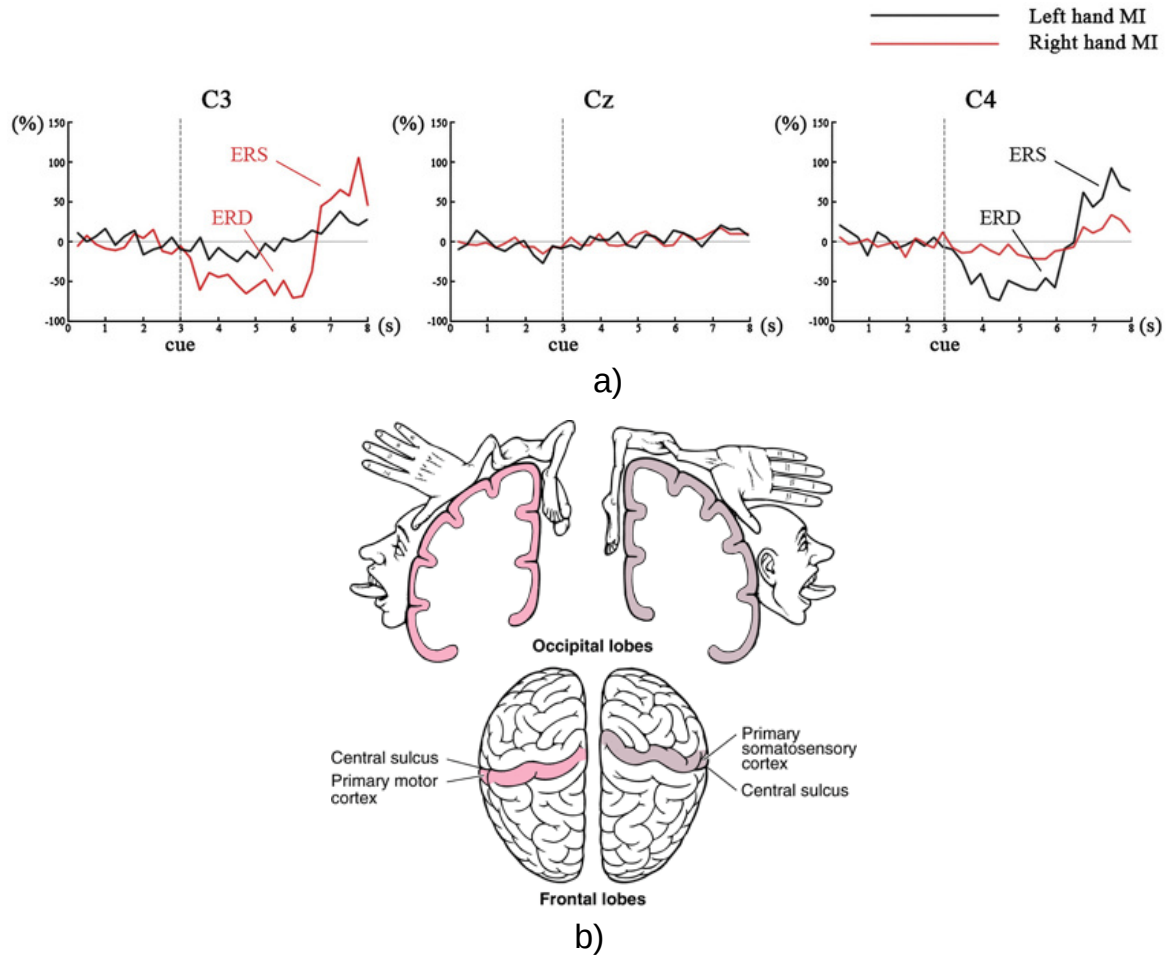 Left hand MI
Right hand MI
C3
Cz
C4
(%)
150
100
50
0
-50
-100
ERS
ERD
0
1
2
3
4
5
6
7
8
(s)
cue
(%)
150
100
50
0
-50
-100
0
1
2
3
4
5
6
7
8
(s)
cue
(%)
150
100
50
0
-50
-100
ERS
ERD
0
1
2
3
4
5
6
7
8
(s)
cue
a)
Occipital lobes
Central sulcus
Primary motor
cortex
Primary
somatosensory
cortex
Central sulcus
Frontal lobes
b)